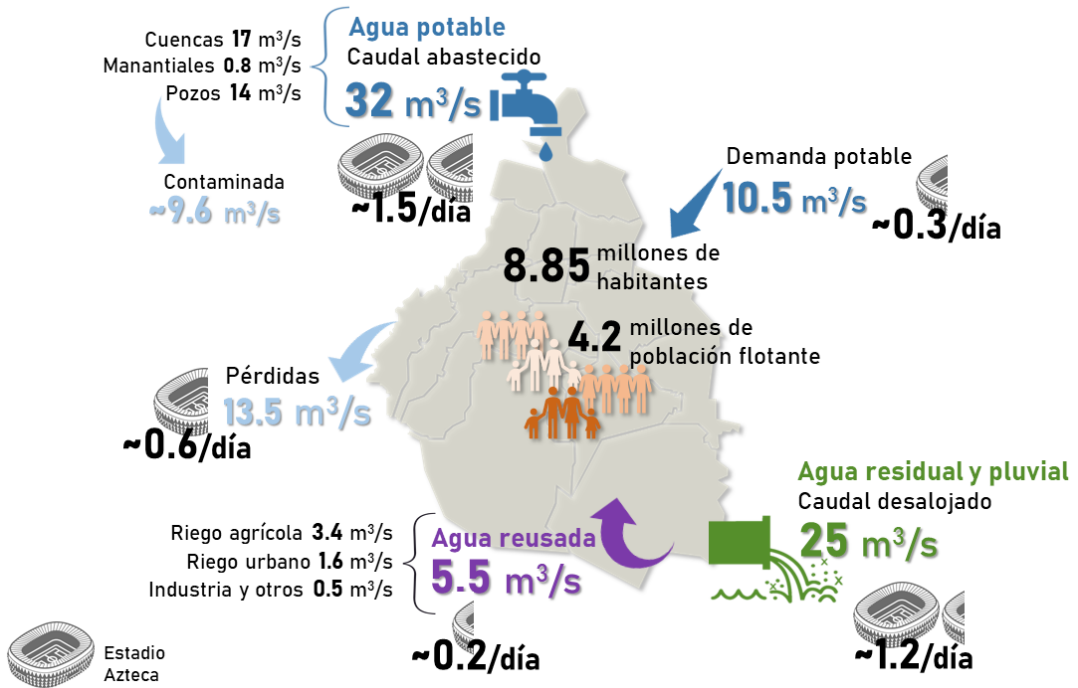 Cuencas 17 m³/s
Manantiales 0.8 m³/s
Pozos 14 m³/s
Agua potable
Caudal abastecido
32 m³/s
~1.5/día
Contaminada
~9.6 m³/s
Demanda potable
10.5 m³/s
~0.3/día
8.85 millones de
habitantes
4.2 millones de
población flotante
Pérdidas
13.5 m³/s
~0.6/día
Agua residual y pluvial
Caudal desalojado
25 m³/s
~1.2/día
Riego agrícola 3.4 m³/s
Riego urbano 1.6 m³/s
Industria y otros 0.5 m³/s
Agua reusada
5.5 m³/s
~0.2/día
Estadio
Azteca